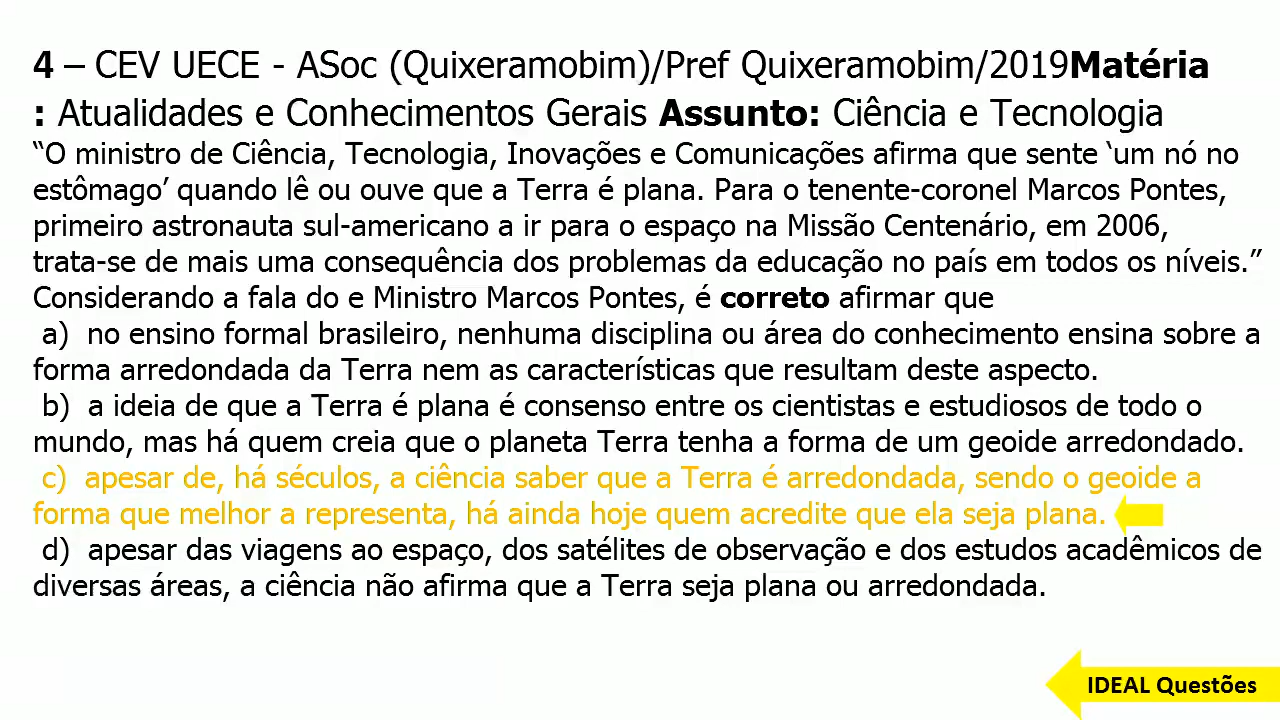 4 – CEV UECE - ASoc (Quixeramobim)/Pref Quixeramobim/2019Matéria
: Atualidades e Conhecimentos Gerais Assunto: Ciência e Tecnologia
“O ministro de Ciência, Tecnologia, Inovações e Comunicações afirma que sente ‘um nó no
estômago’ quando lê ou ouve que a Terra é plana. Para o tenente-coronel Marcos Pontes,
primeiro astronauta sul-americano a ir para o espaço na Missão Centenário, em 2006,
trata-se de mais uma consequência dos problemas da educação no país em todos os níveis.”
Considerando a fala do e Ministro Marcos Pontes, é correto afirmar que
a) no ensino formal brasileiro, nenhuma disciplina ou área do conhecimento ensina sobre a
forma arredondada da Terra nem as características que resultam deste aspecto.
b) a ideia de que a Terra é plana é consenso entre os cientistas e estudiosos de todo o
mundo, mas há quem creia que o planeta Terra tenha a forma de um geoide arredondado.
c) apesar de, há séculos, a ciência saber que a Terra é arredondada, sendo o geoide a
forma que melhor a representa, há ainda hoje quem acredite que ela seja plana.
d) apesar das viagens ao espaço, dos satélites de observação e dos estudos acadêmicos de
diversas áreas, a ciência não afirma que a Terra seja plana ou arredondada.
IDEAL Questões